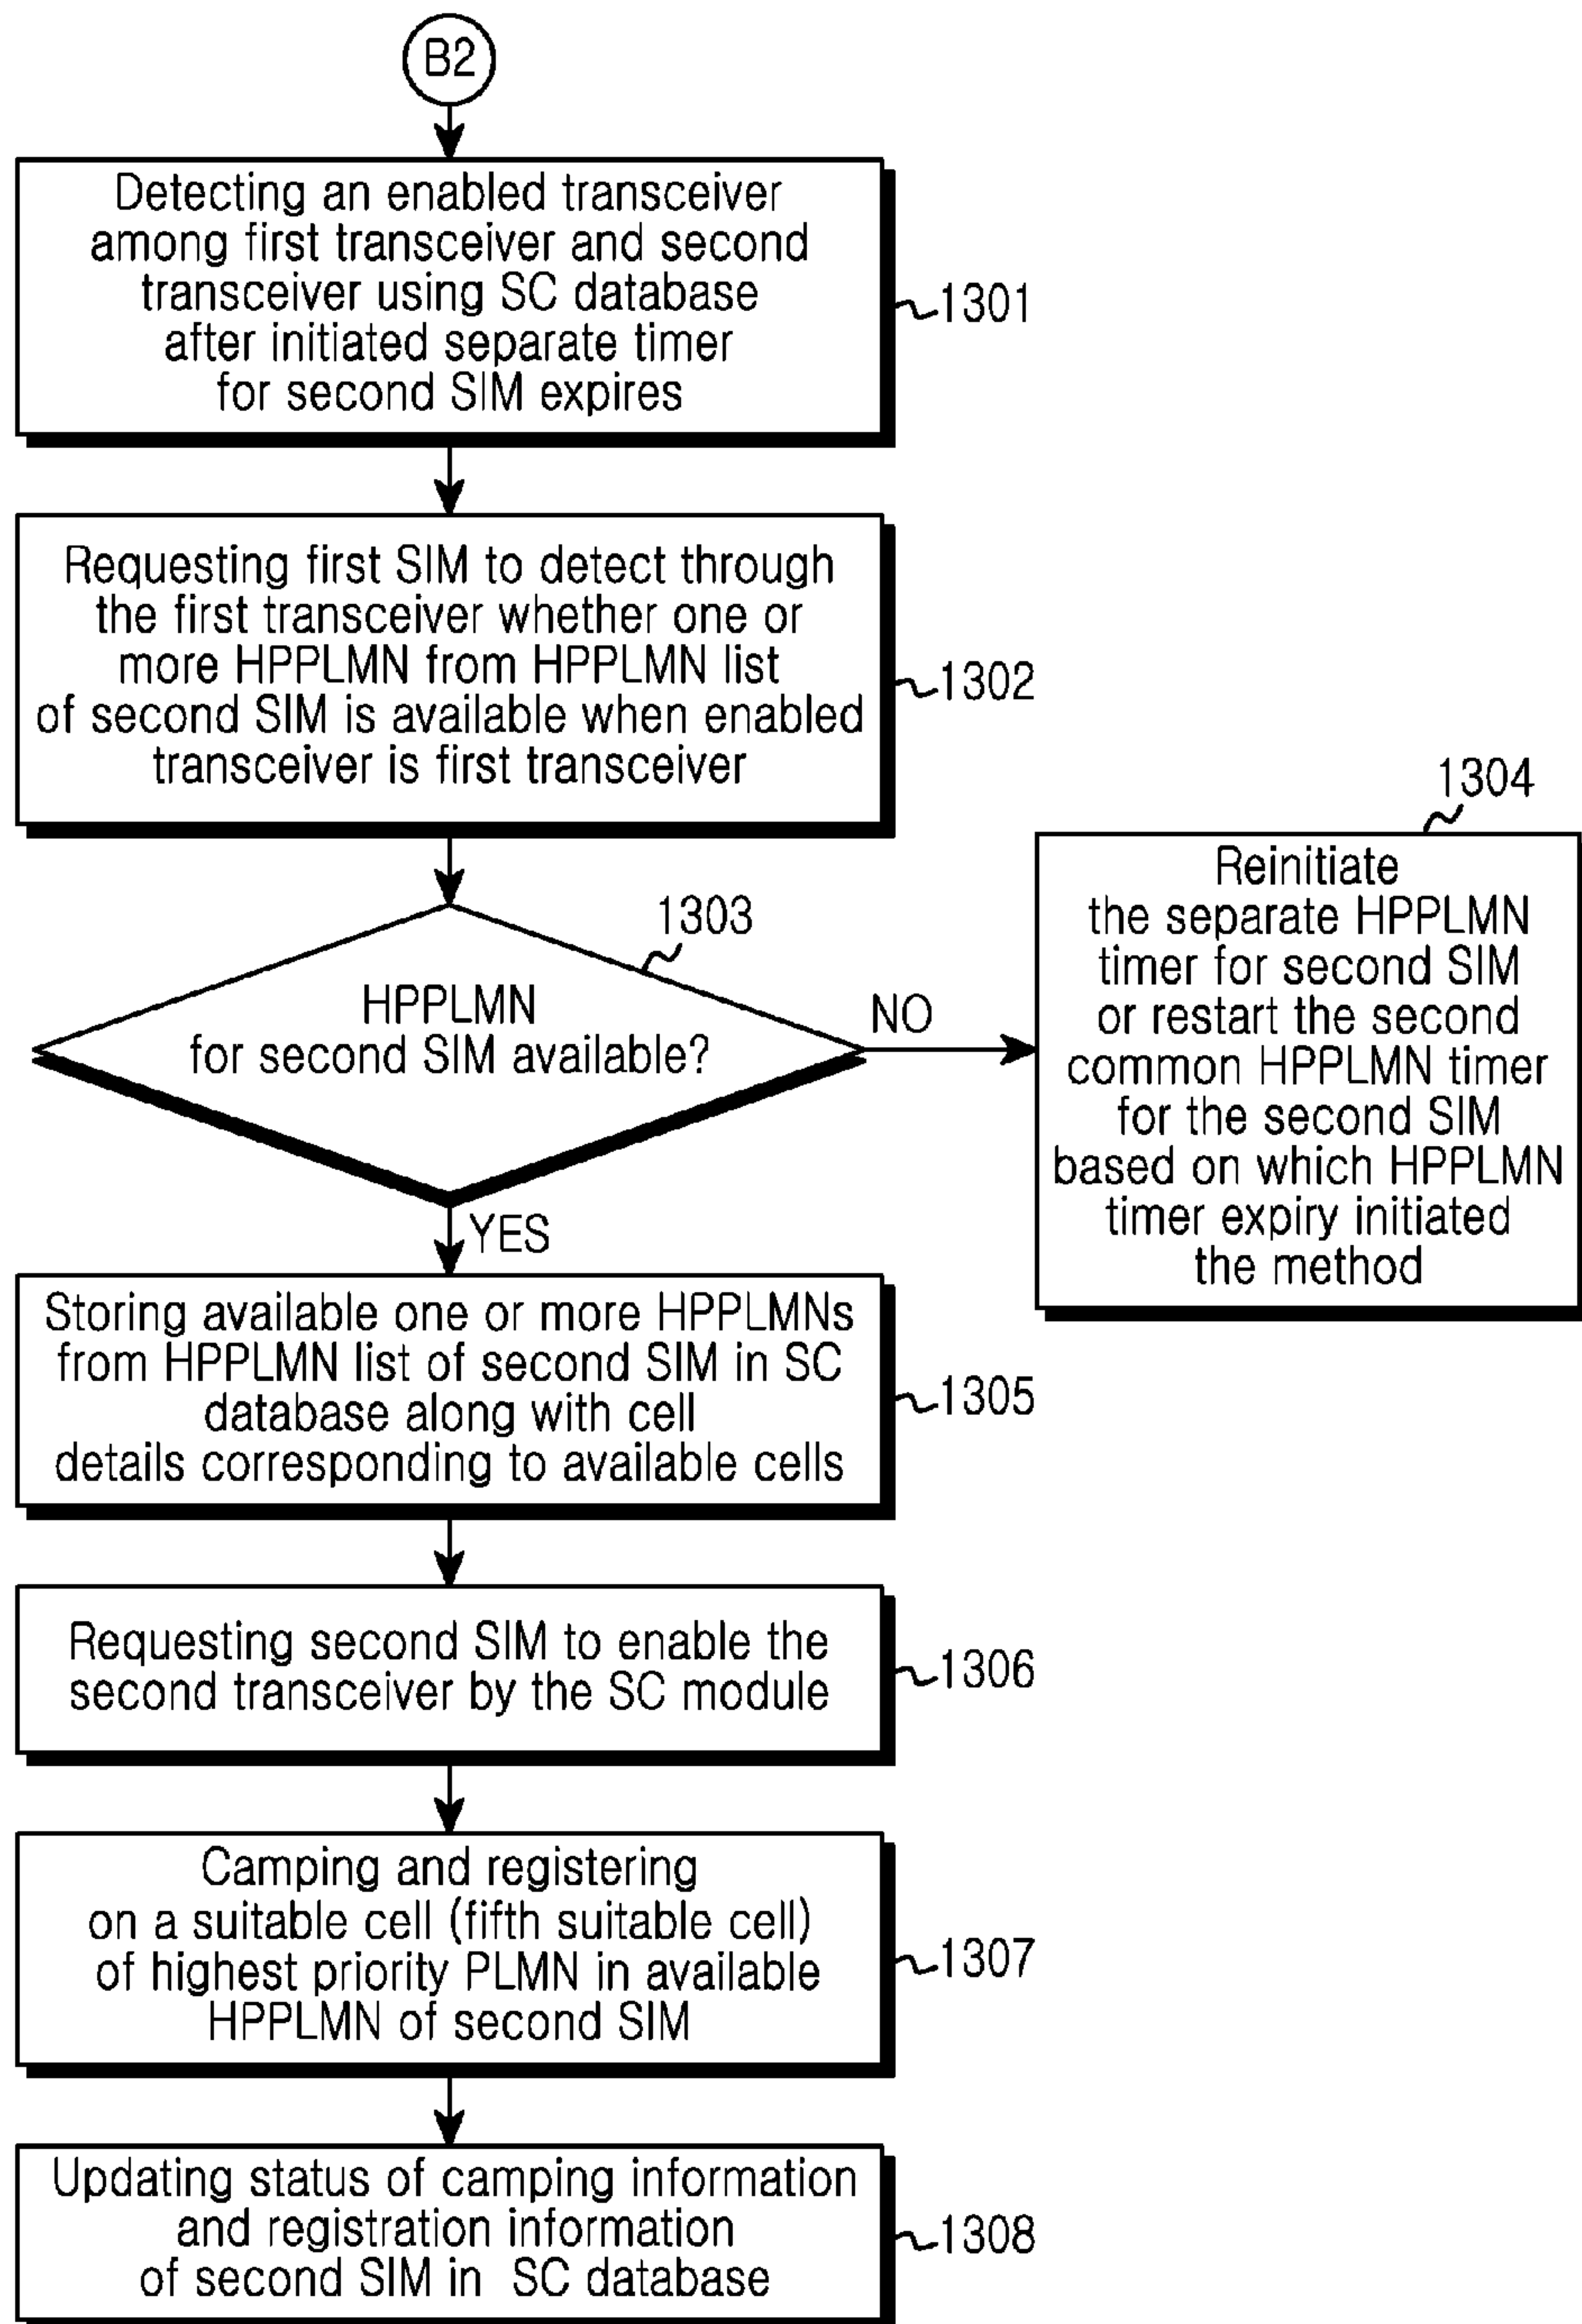 B2
Detecting an enabled transceiver
among first transceiver and second
transceiver using SC database
after initiated separate timer
for second SIM expires
1301
Requesting first SIM to detect through
the first transceiver whether one or
more HPPLMN from HPPLMN list
of second SIM is available when enabled
transceiver is first transceiver
1302
1303
HPPLMN
for second SIM available?
NO
1304
Reinitiate
the separate HPPLMN
timer for second SIM
or restart the second
common HPPLMN timer
for the second SIM
based on which HPPLMN
timer expiry initiated
the method
YES
Storing available one or more HPPLMNs
from HPPLMN list of second SIM in SC
database along with cell
details corresponding to available cells
1305
Requesting second SIM to enable the
second transceiver by the SC module
1306
Camping and registering
on a suitable cell (fifth suitable cell)
of highest priority PLMN in available
HPPLMN of second SIM
1307
Updating status of camping information
and registration information
of second SIM in SC database
1308